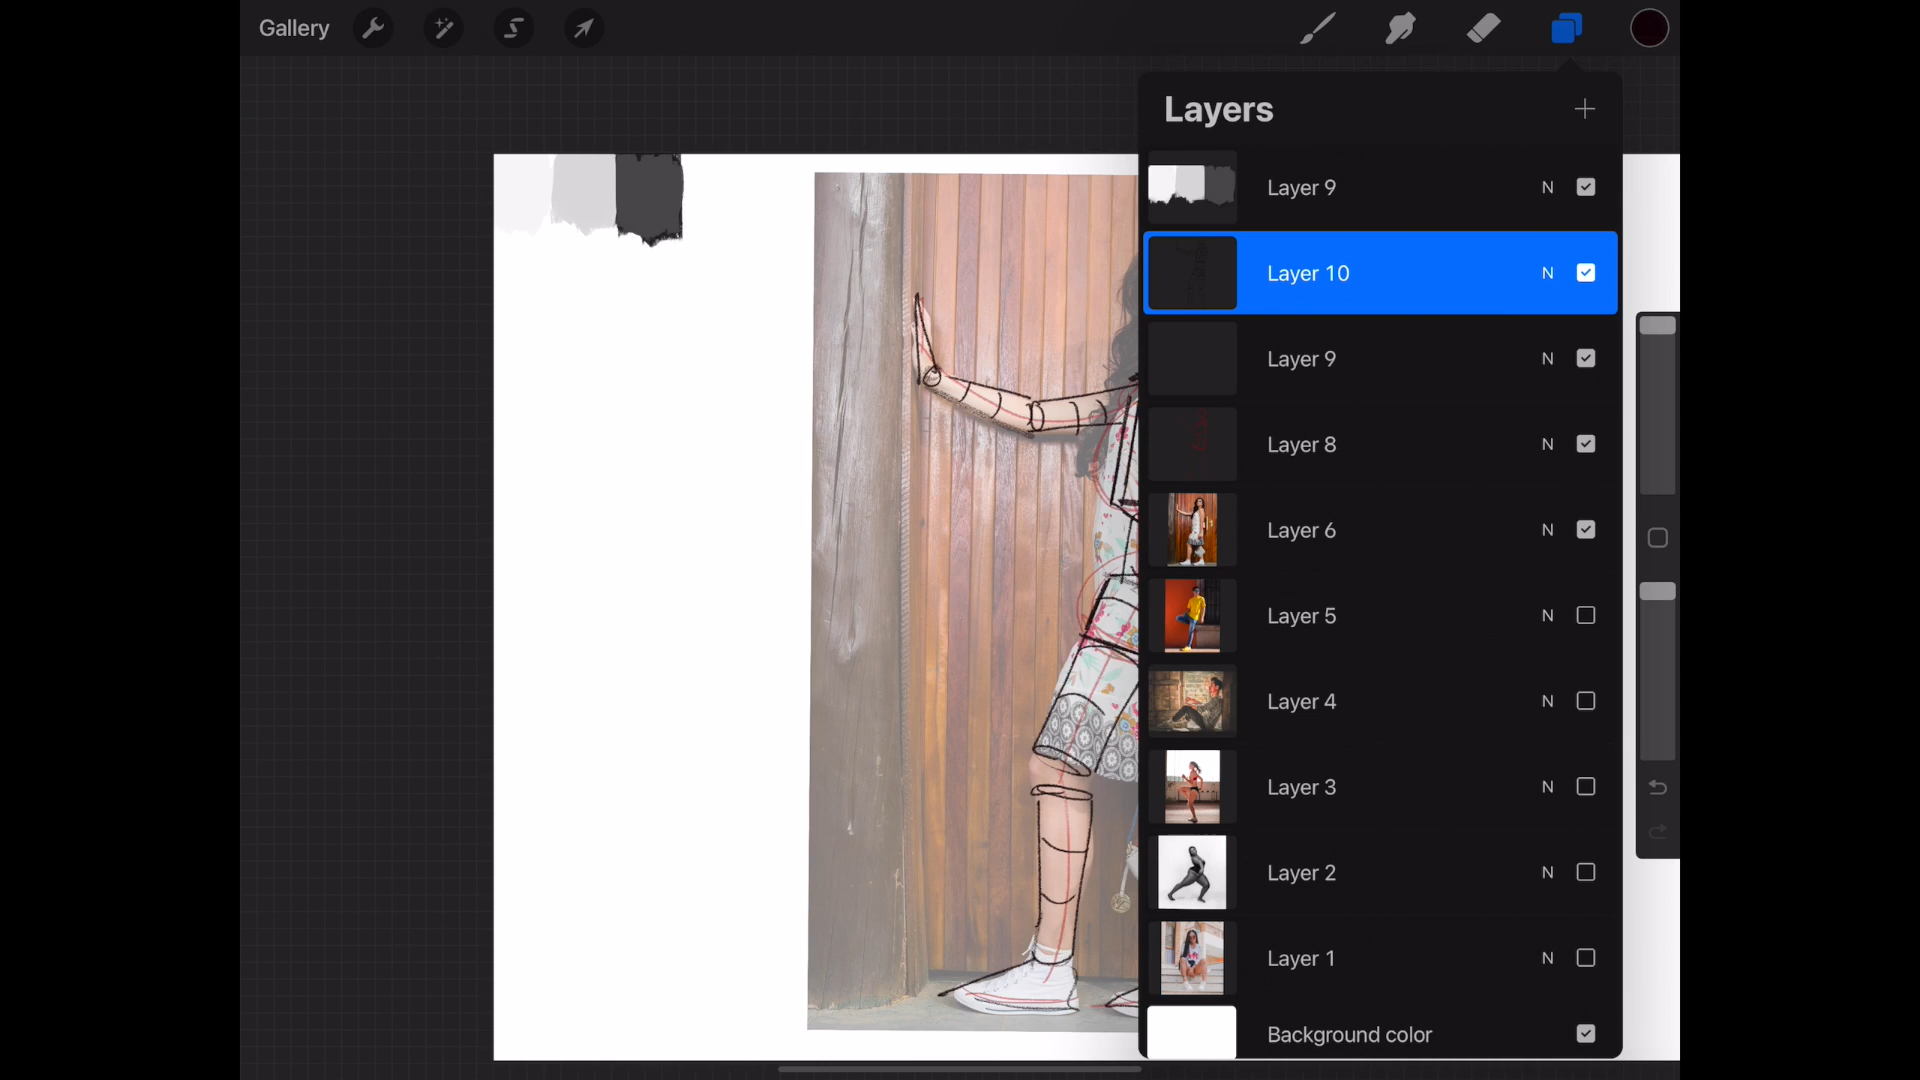 Gallery
Layers
Layer 9 N
Layer 10 N
Layer 9 N
Layer 8 N
Layer 6 N
Layer 5 N
Layer 4 N
Layer 3 N
Layer 2 N
Layer 1 N
Background color